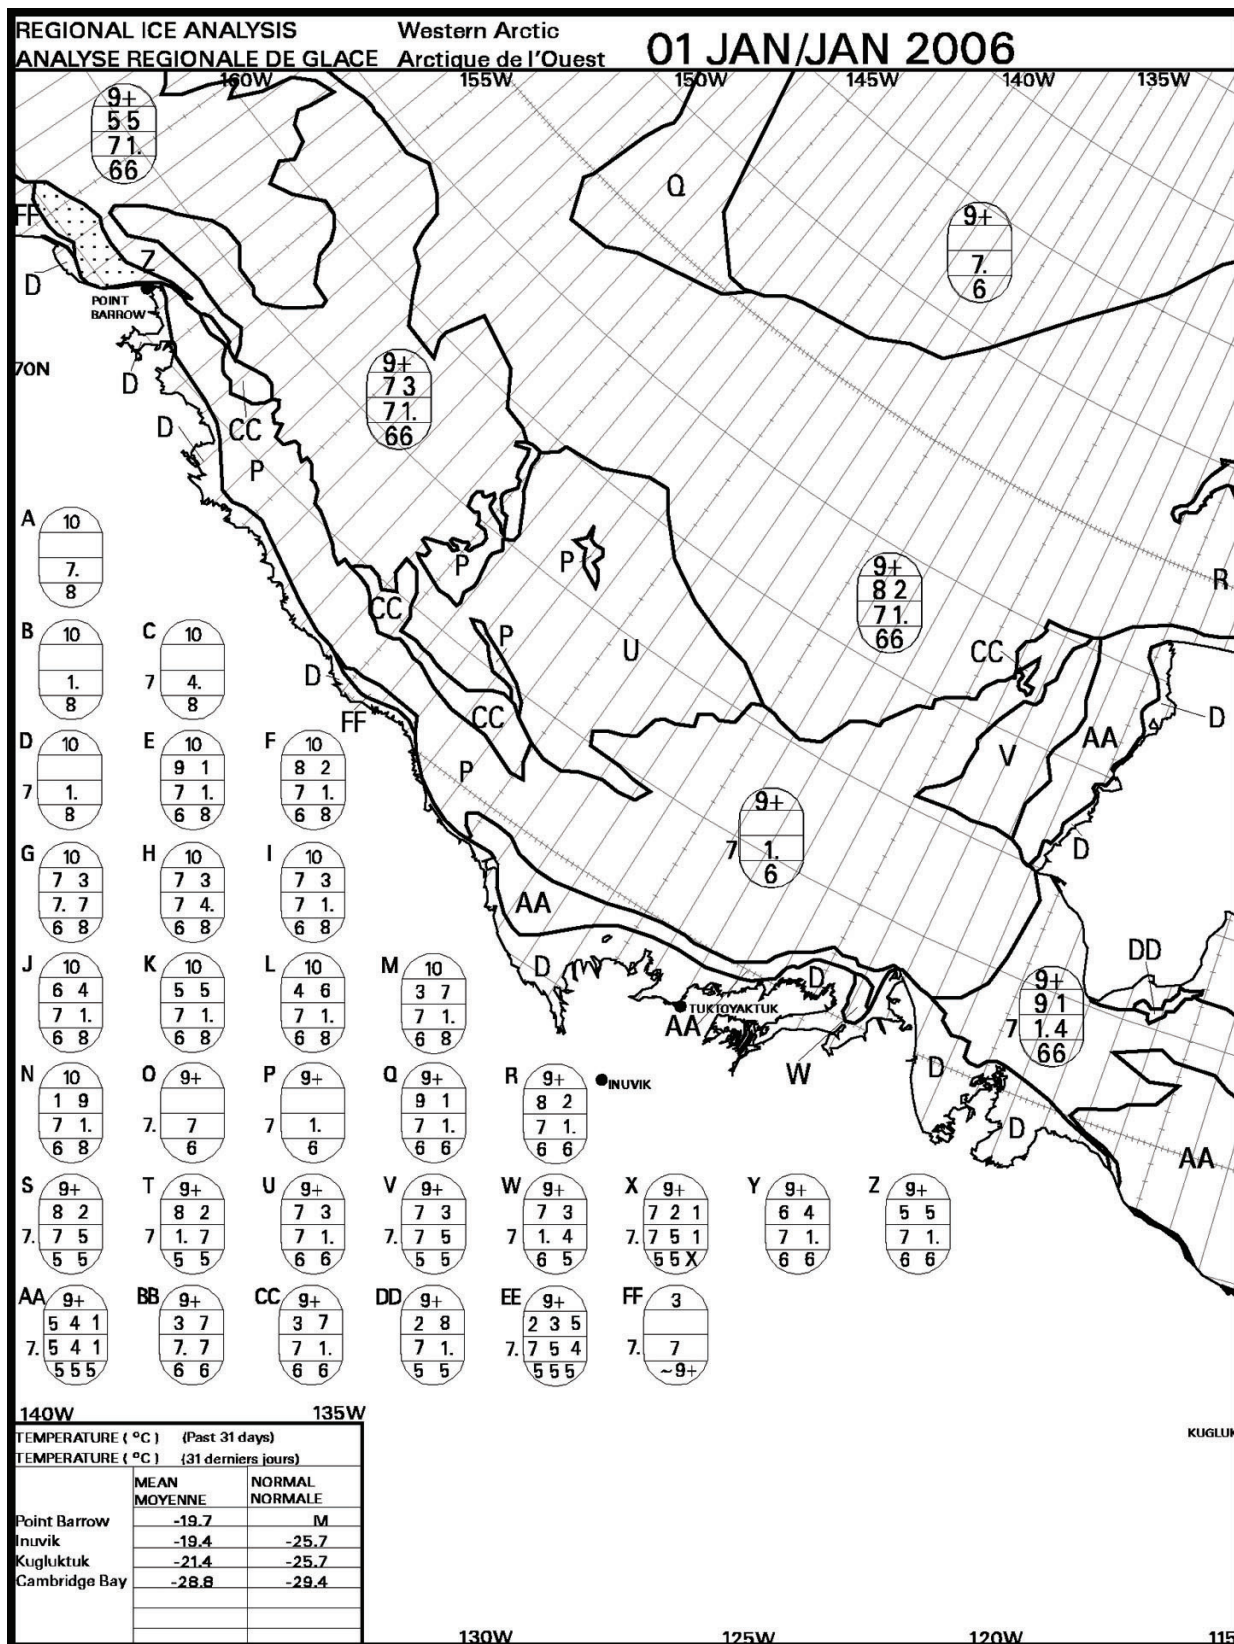 REGIONAL ICE ANALYSIS
ANALYSE REGIONALE DE GLACE
Western Arctic
Arctique de l'Ouest
01 JAN/JAN 2006
160W 155W 150W 145W 140W 135W
9+
5 5
7 1.
6 6
Q
9+
7.
6
FF
D
Z
POINT
BARROW
70N
D
D
CC
P
9+
7 3
7 1.
6 6
P
P
CC
P
U
9+
8 2
7 1.
6 6
R
CC
D
FF
CC
P
V
AA
D
D
9+
7 1.
6
AA
D
D
TUKTOYAKTUK
AA
W
INUVIK
D
D
DD
9+
9 1
7 1. 4
6 6
AA
A
10
7.
8
B
10
1.
8
C
10
7 4.
8
D
10
7 1.
8
E
10
9 1
7 1.
6 8
F
10
8 2
7 1.
6 8
G
10
7 3
7. 7
6 8
H
10
7 3
7 4.
6 8
I
10
7 3
7 1.
6 8
J
10
6 4
7 1.
6 8
K
10
5 5
7 1.
6 8
L
10
4 6
7 1.
6 8
M
10
3 7
7 1.
6 8
N
10
1 9
7 1.
6 8
O
9+
7. 7
6
P
9+
7 1.
6
Q
9+
9 1
7 1.
6 6
R
9+
8 2
7 1.
6 6
S
9+
8 2
7. 7 5
5 5
T
9+
8 2
7 1. 7
5 5
U
9+
7 3
7 1.
6 6
V
9+
7 3
7. 7 5
5 5
W
9+
7 3
7 1. 4
6 5
X
9+
7 2 1
7. 7 5 1
5 5 X
Y
9+
6 4
7 1.
6 6
Z
9+
5 5
7 1.
6 6
AA
9+
5 4 1
7. 5 4 1
5 5 5
BB
9+
3 7
7. 7
6 6
CC
9+
3 7
7 1.
6 6
DD
9+
2 8
7 1.
5 5
EE
9+
2 3 5
7. 7 5 4
5 5 5
FF
3
7. 7
~9+
140W 135W
KUGLUK
TEMPERATURE ( °C ) (Past 31 days)
TEMPERATURE ( °C ) (31 derniers jours)
MEAN NORMAL
MOYENNE NORMALE
Point Barrow -19.7 M
Inuvik -19.4 -25.7
Kugluktuk -21.4 -25.7
Cambridge Bay -28.8 -29.4
130W 125W 120W 115